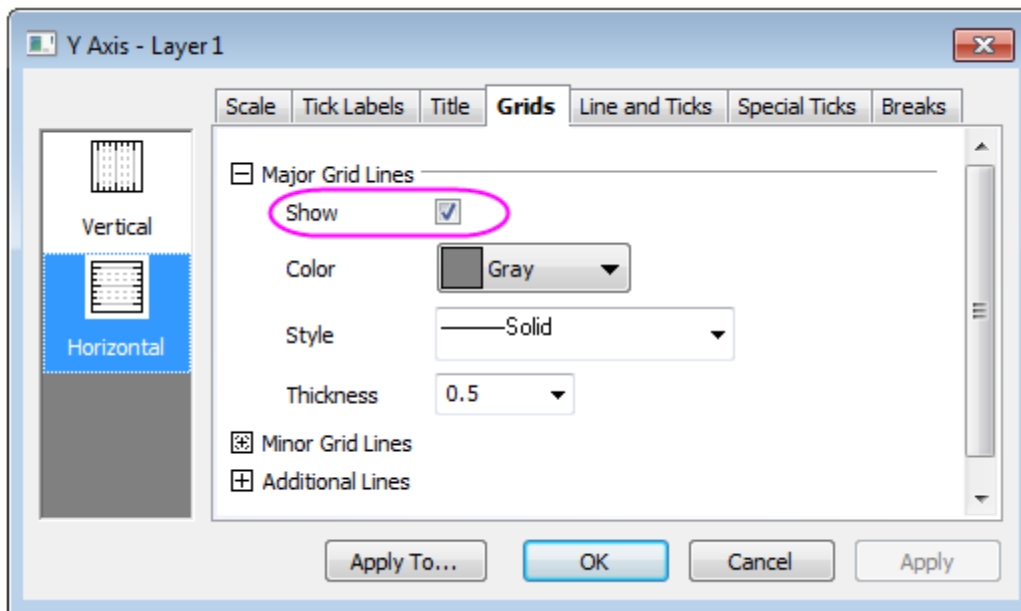 Y Axis - Layer 1
Scale Tick Labels Title Grids Line and Ticks Special Ticks Breaks
Vertical
Horizontal
Major Grid Lines
Show
Color Gray
Style Solid
Thickness 0.5
Minor Grid Lines
Additional Lines
Apply To... OK Cancel Apply